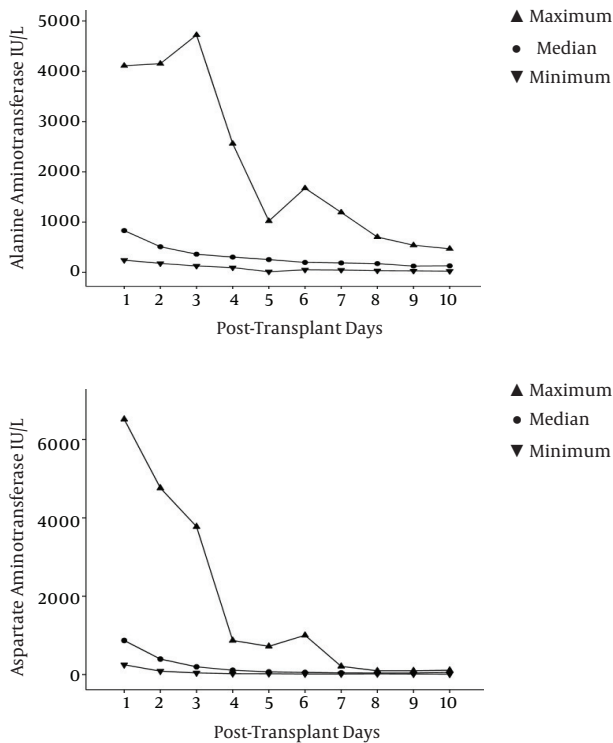 Alanine Aminotransferase IU/L
5000
4000
3000
2000
1000
0
1 2 3 4 5 6 7 8 9 10
Post-Transplant Days
▲ Maximum
● Median
▼ Minimum
Aspartate Aminotransferase IU/L
6000
4000
2000
0
1 2 3 4 5 6 7 8 9 10
Post-Transplant Days
▲ Maximum
● Median
▼ Minimum